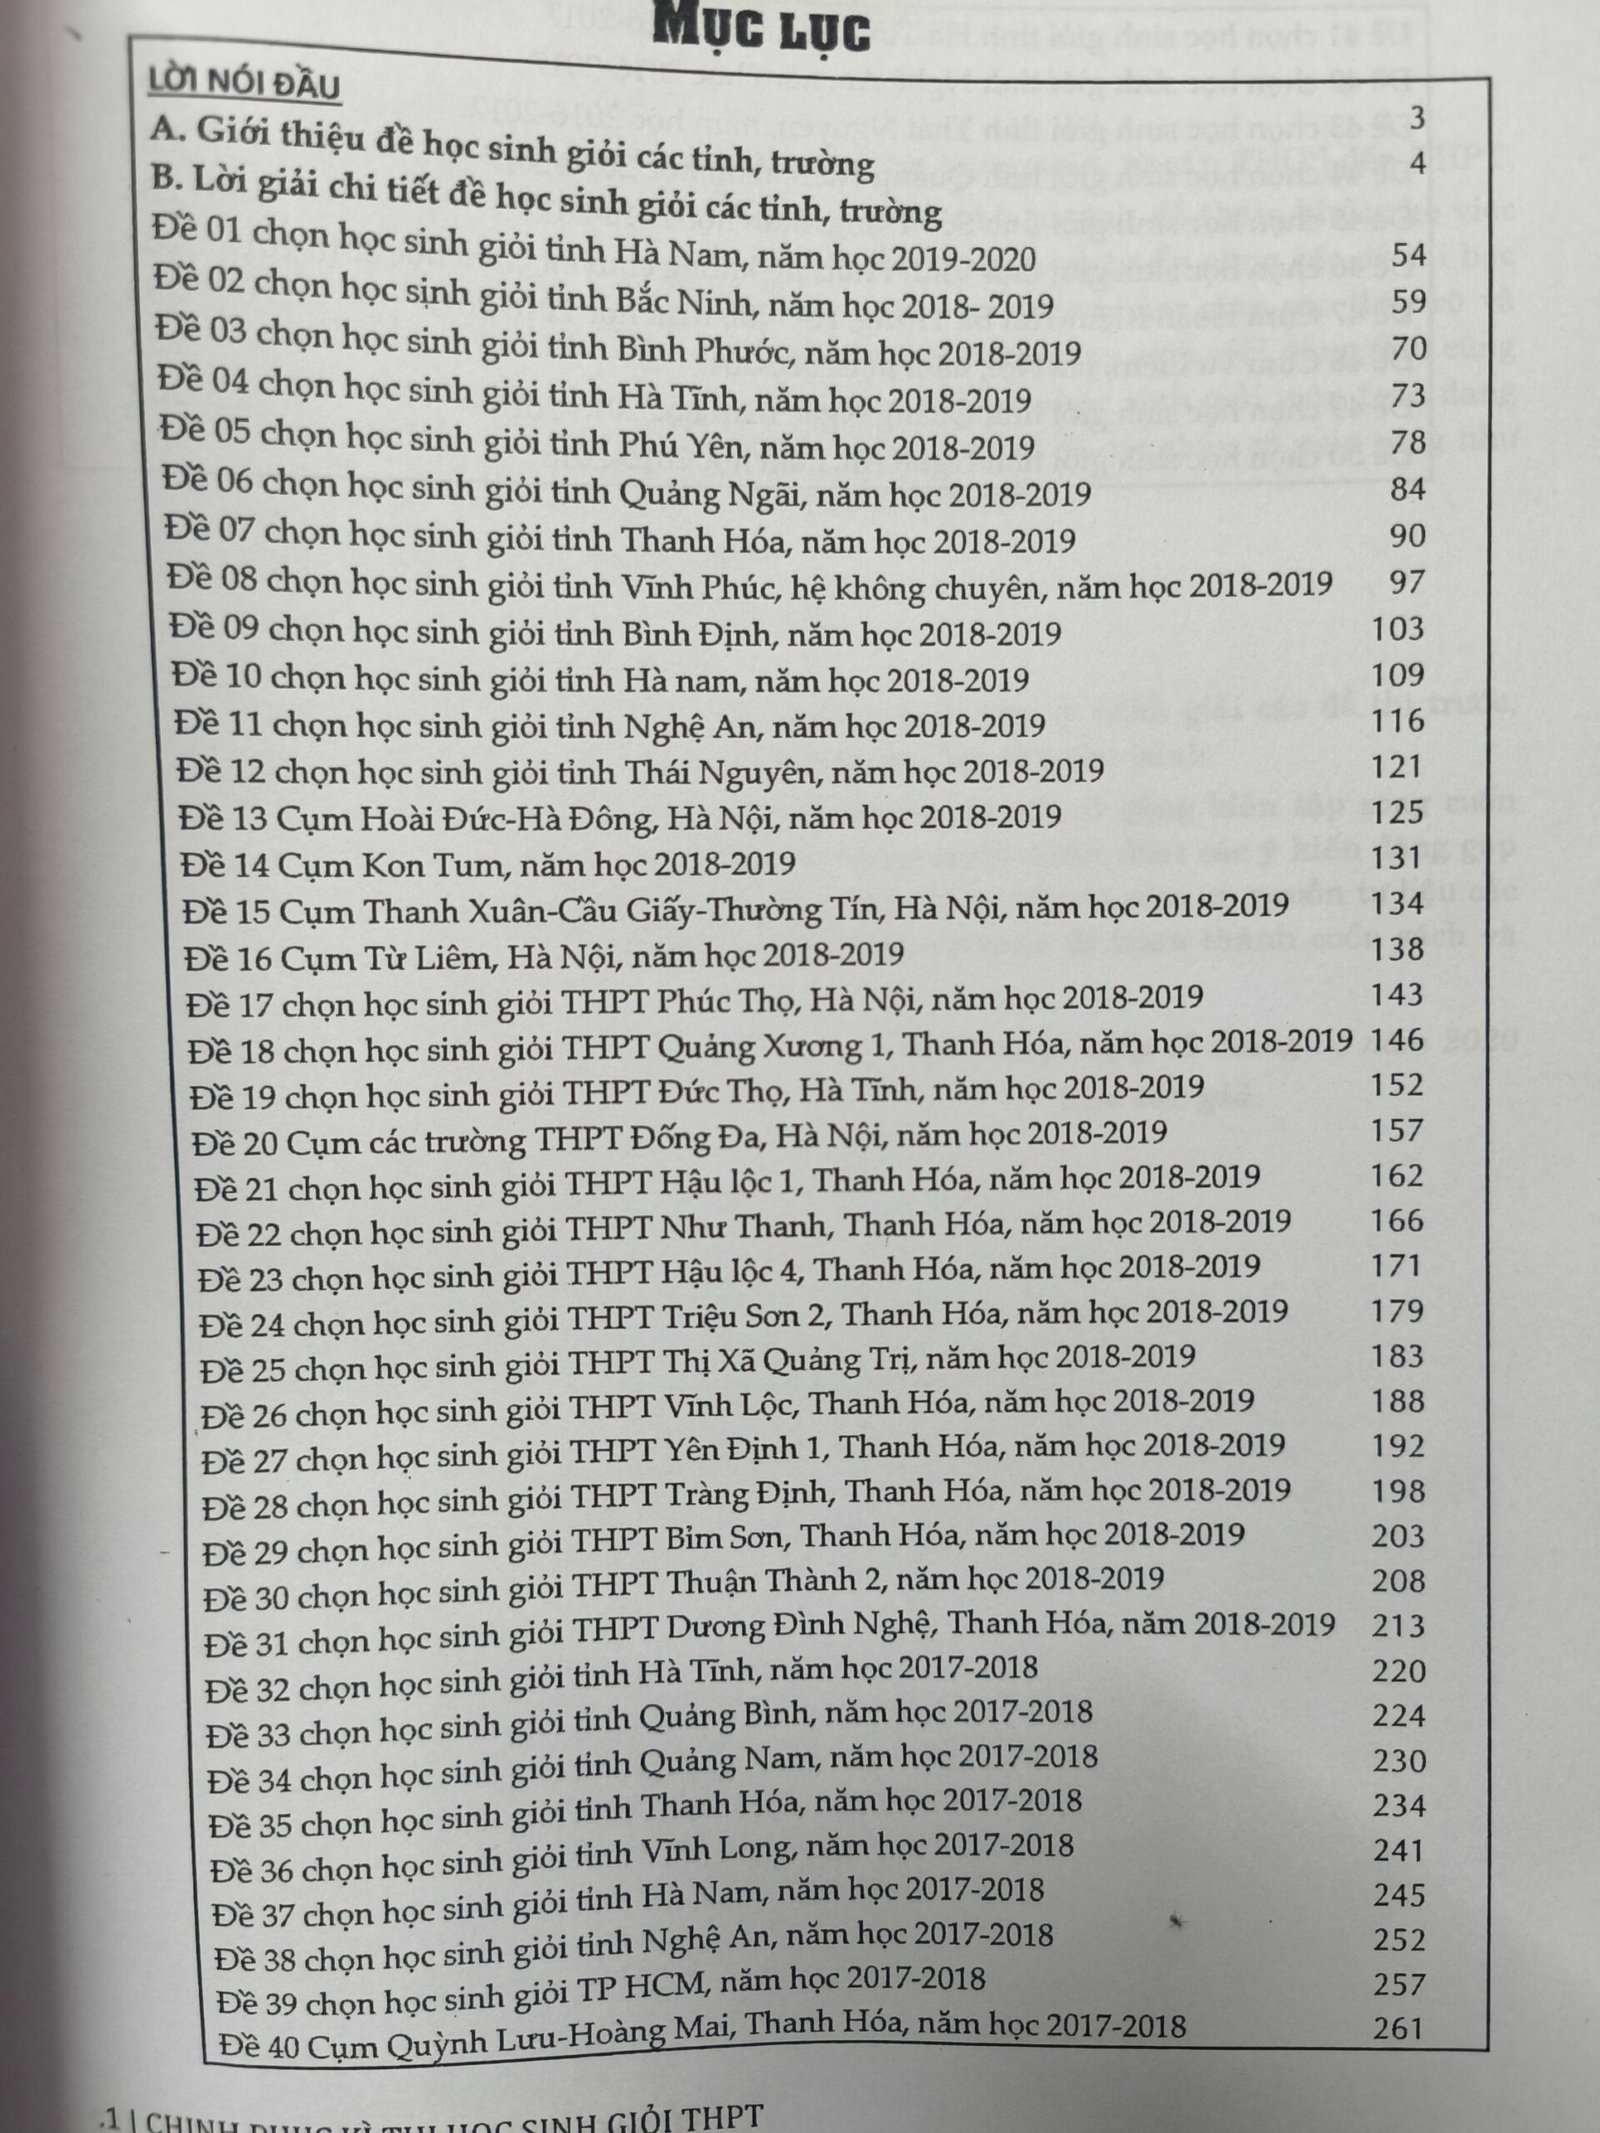 MỤC LỤC
LỜI NÓI ĐẦU 3
A. Giới thiệu đề học sinh giỏi các tỉnh, trường 4
B. Lời giải chi tiết đề học sinh giỏi các tỉnh, trường
Đề 01 chọn học sinh giỏi tỉnh Hà Nam, năm học 2019-2020 54
Đề 02 chọn học sinh giỏi tỉnh Bắc Ninh, năm học 2018- 2019 59
Đề 03 chọn học sinh giỏi tỉnh Bình Phước, năm học 2018-2019 70
Đề 04 chọn học sinh giỏi tỉnh Hà Tĩnh, năm học 2018-2019 73
Đề 05 chọn học sinh giỏi tỉnh Phú Yên, năm học 2018-2019 78
Đề 06 chọn học sinh giỏi tỉnh Quảng Ngãi, năm học 2018-2019 84
Đề 07 chọn học sinh giỏi tỉnh Thanh Hóa, năm học 2018-2019 90
Đề 08 chọn học sinh giỏi tỉnh Vĩnh Phúc, hệ không chuyên, năm học 2018-2019 97
Đề 09 chọn học sinh giỏi tỉnh Bình Định, năm học 2018-2019 103
Đề 10 chọn học sinh giỏi tỉnh Hà nam, năm học 2018-2019 109
Đề 11 chọn học sinh giỏi tỉnh Nghệ An, năm học 2018-2019 116
Đề 12 chọn học sinh giỏi tỉnh Thái Nguyên, năm học 2018-2019 121
Đề 13 Cụm Hoài Đức-Hà Đông, Hà Nội, năm học 2018-2019 125
Đề 14 Cụm Kon Tum, năm học 2018-2019 131
Đề 15 Cụm Thanh Xuân-Cầu Giấy-Thường Tín, Hà Nội, năm học 2018-2019 134
Đề 16 Cụm Từ Liêm, Hà Nội, năm học 2018-2019 138
Đề 17 chọn học sinh giỏi THPT Phúc Thọ, Hà Nội, năm học 2018-2019 143
Đề 18 chọn học sinh giỏi THPT Quảng Xương 1, Thanh Hóa, năm học 2018-2019 146
Đề 19 chọn học sinh giỏi THPT Đức Thọ, Hà Tĩnh, năm học 2018-2019 152
Đề 20 Cụm các trường THPT Đống Đa, Hà Nội, năm học 2018-2019 157
Đề 21 chọn học sinh giỏi THPT Hậu lộc 1, Thanh Hóa, năm học 2018-2019 162
Đề 22 chọn học sinh giỏi THPT Như Thanh, Thanh Hóa, năm học 2018-2019 166
Đề 23 chọn học sinh giỏi THPT Hậu lộc 4, Thanh Hóa, năm học 2018-2019 171
Đề 24 chọn học sinh giỏi THPT Triệu Sơn 2, Thanh Hóa, năm học 2018-2019 179
Đề 25 chọn học sinh giỏi THPT Thị Xã Quảng Trị, năm học 2018-2019 183
Đề 26 chọn học sinh giỏi THPT Vĩnh Lộc, Thanh Hóa, năm học 2018-2019 188
Đề 27 chọn học sinh giỏi THPT Yên Định 1, Thanh Hóa, năm học 2018-2019 192
Đề 28 chọn học sinh giỏi THPT Tràng Định, Thanh Hóa, năm học 2018-2019 198
Đề 29 chọn học sinh giỏi THPT Bỉm Sơn, Thanh Hóa, năm học 2018-2019 203
Đề 30 chọn học sinh giỏi THPT Thuận Thành 2, năm học 2018-2019 208
Đề 31 chọn học sinh giỏi THPT Dương Đình Nghệ, Thanh Hóa, năm 2018-2019 213
Đề 32 chọn học sinh giỏi tỉnh Hà Tĩnh, năm học 2017-2018 220
Đề 33 chọn học sinh giỏi tỉnh Quảng Bình, năm học 2017-2018 224
Đề 34 chọn học sinh giỏi tỉnh Quảng Nam, năm học 2017-2018 230
Đề 35 chọn học sinh giỏi tỉnh Thanh Hóa, năm học 2017-2018 234
Đề 36 chọn học sinh giỏi tỉnh Vĩnh Long, năm học 2017-2018 241
Đề 37 chọn học sinh giỏi tỉnh Hà Nam, năm học 2017-2018 245
Đề 38 chọn học sinh giỏi tỉnh Nghệ An, năm học 2017-2018 252
Đề 39 chọn học sinh giỏi TP HCM, năm học 2017-2018 257
Đề 40 Cụm Quỳnh Lưu-Hoàng Mai, Thanh Hóa, năm học 2017-2018 261
.1 | CHINH PHỤC KÌ THI HỌC SINH GIỎI THPT